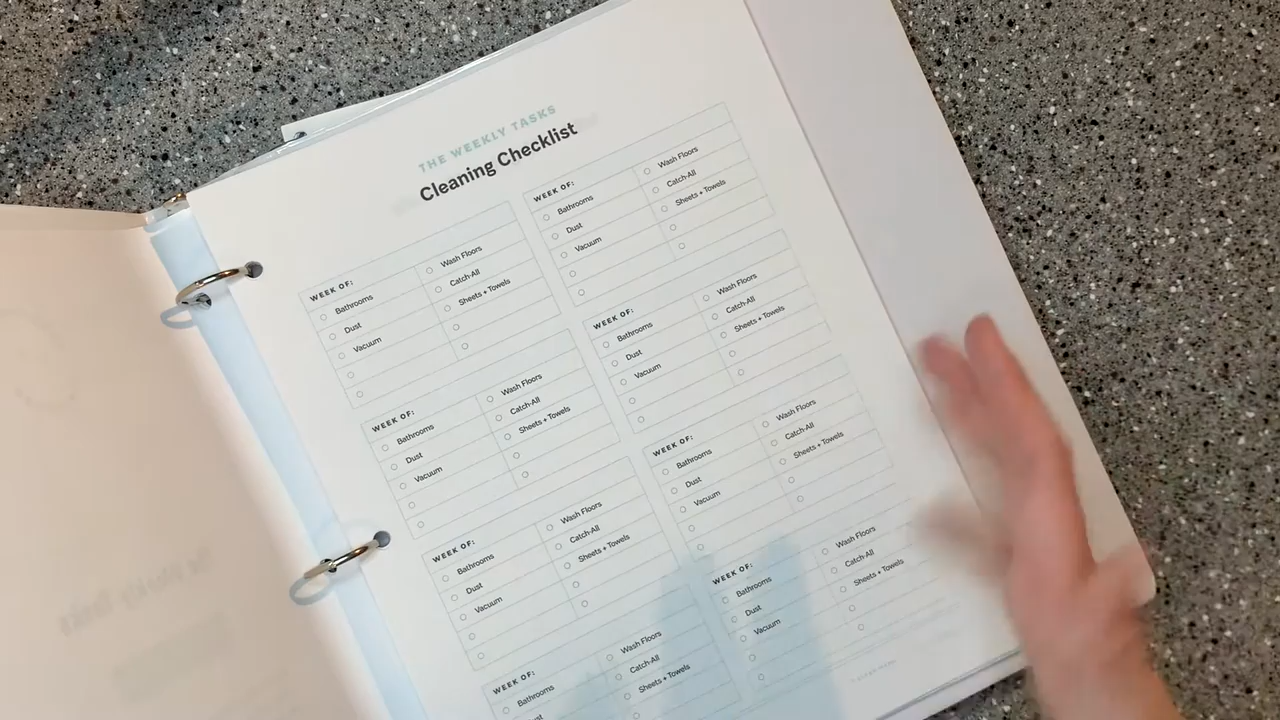 THE WEEKLY TASKS
Cleaning Checklist
WEEK OF:
Bathrooms
Dust
Vacuum
Wash Floors
Catch-All
Sheets + Towels
WEEK OF:
Bathrooms
Dust
Vacuum
Wash Floors
Catch-All
Sheets + Towels
WEEK OF:
Bathrooms
Dust
Vacuum
Wash Floors
Catch-All
Sheets + Towels
WEEK OF:
Bathrooms
Dust
Vacuum
Wash Floors
Catch-All
Sheets + Towels
WEEK OF:
Bathrooms
Dust
Vacuum
Wash Floors
Catch-All
Sheets + Towels
WEEK OF:
Bathrooms
Dust
Vacuum
Wash Floors
Catch-All
Sheets + Towels
WEEK OF:
Bathrooms
Dust
Wash Floors
Catch-All
Sheets + Towels
WEEK OF:
Bathrooms
Dust
Vacuum
Wash Floors
Catch-All
Sheets + Towels